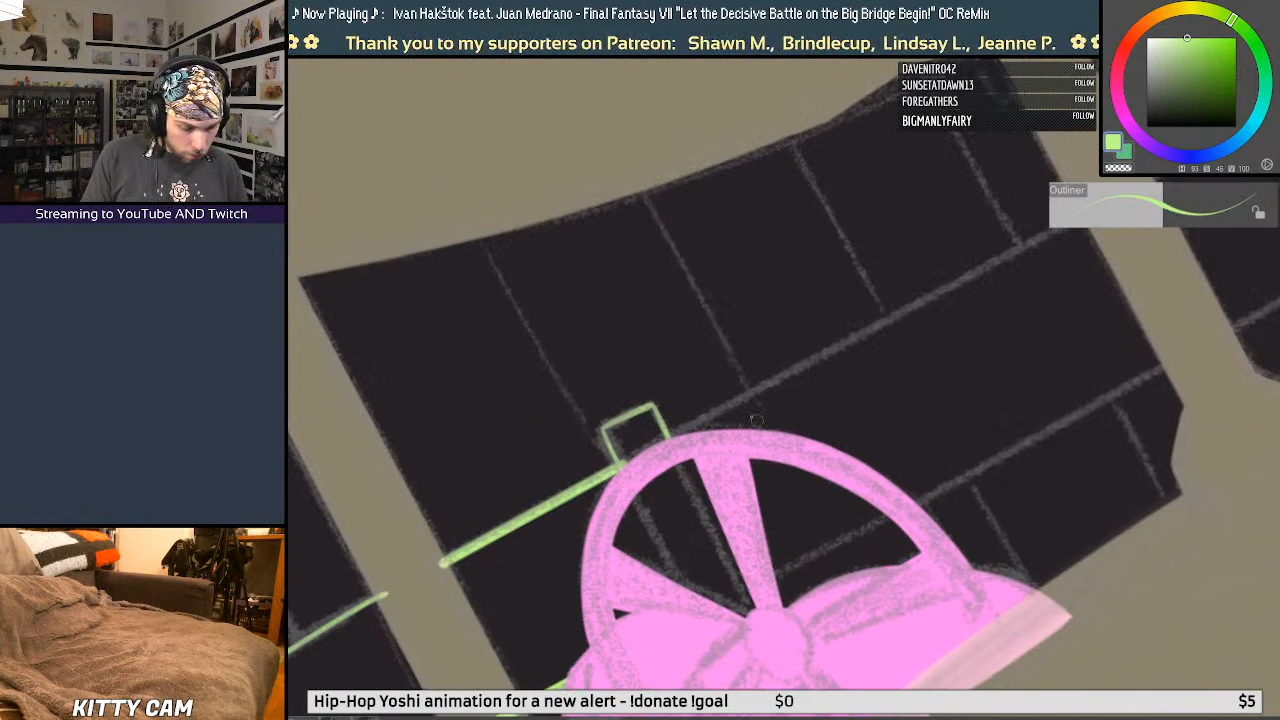 ♪ Now Playing ♪ : Ivan Hakštok feat. Juan Medrano - Final Fantasy VII "Let the Decisive Battle on the Big Bridge Begin!" OC ReMix
Thank you to my supporters on Patreon: Shawn M., Brindlecup, Lindsay L., Jeanne P.
DAVENITRO42 FOLLOW
SUNSETATDAWN13 FOLLOW
FOREGATHERS FOLLOW
BIGMANLYFAIRY FOLLOW
H 93 S 45 V 100
Outliner
Streaming to YouTube AND Twitch
KITTY CAM
Hip-Hop Yoshi animation for a new alert - !donate !goal $0 $5